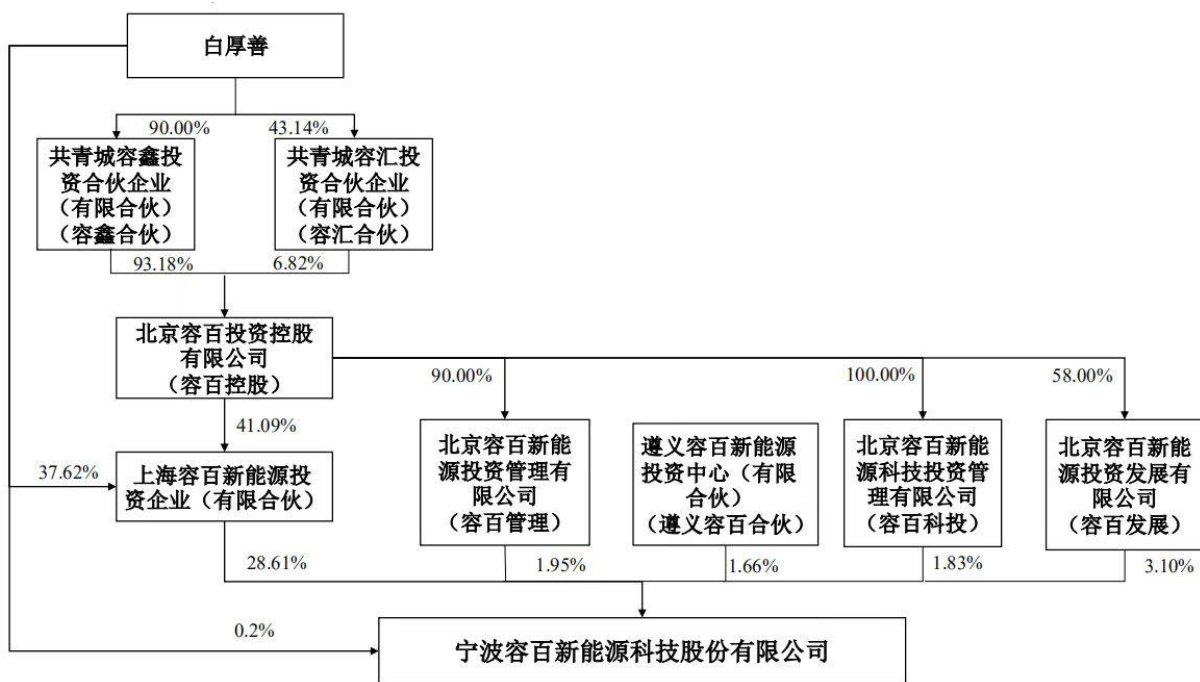 白厚善
90.00%
43.14%
共青城容鑫投
资合伙企业
（有限合伙）
（容鑫合伙）
共青城容汇投
资合伙企业
（有限合伙）
（容汇合伙）
93.18%
6.82%
北京容百投资控股
有限公司
（容百控股）
90.00%
100.00%
58.00%
41.09%
37.62%
上海容百新能源投
资企业（有限合伙）
北京容百新能
源投资管理有
限公司
（容百管理）
遵义容百新能源
投资中心（有限
合伙）
（遵义容百合伙）
北京容百新能
源科技投资管
理有限公司
（容百科投）
北京容百新能
源投资发展有
限公司
（容百发展）
28.61%
1.95%
1.66%
1.83%
3.10%
0.2%
宁波容百新能源科技股份有限公司